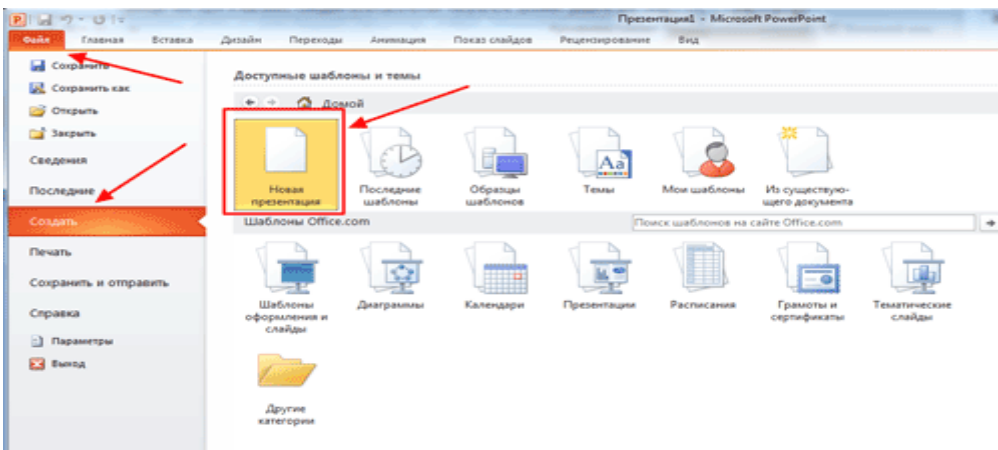 Презентация1 - Microsoft PowerPoint
Файл Главная Вставка Дизайн Переходы Анимация Показ слайдов Рецензирование Вид
Сохранить
Сохранить как
Открыть
Закрыть
Сведения
Последние
Создать
Печать
Сохранить и отправить
Справка
Параметры
Выход
Доступные шаблоны и темы
Домой
Новая
презентация
Последние
шаблоны
Образцы
шаблонов
Темы
Мои шаблоны
Из существую-
щего документа
Шаблоны Office.com
Поиск шаблонов на сайте Office.com
Шаблоны
оформления и
слайды
Диаграммы
Календари
Презентации
Расписания
Грамоты и
сертификаты
Тематические
слайды
Другие
категории